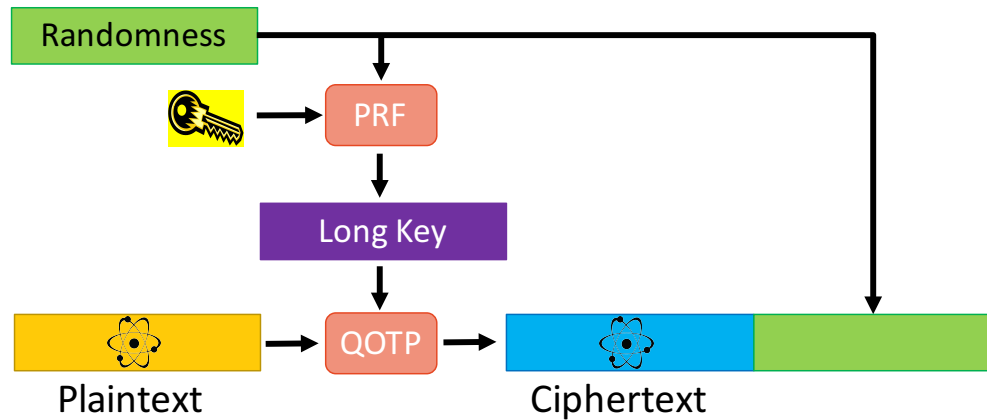 Randomness
PRF
Long Key
QOTP
Plaintext
Ciphertext